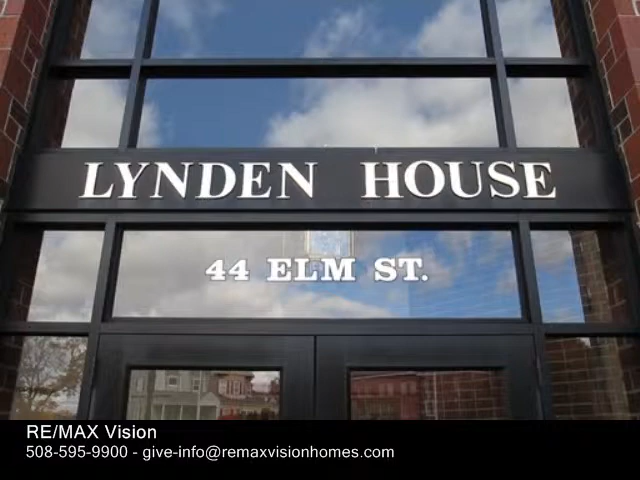 LYNDEN HOUSE
44 ELM ST.
RE/MAX Vision
508-595-9900 - give-info@remaxvisionhomes.com